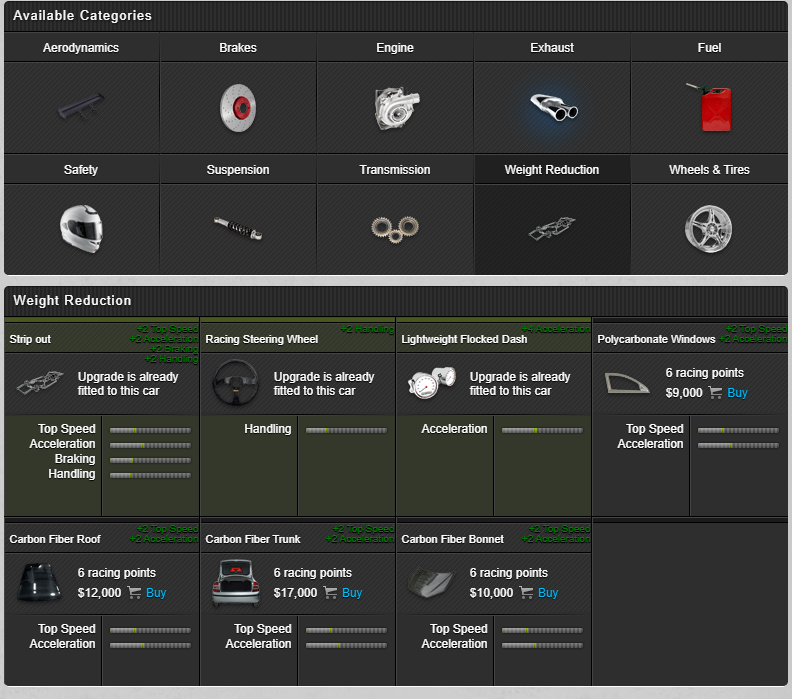 Available Categories
Aerodynamics Brakes Engine Exhaust Fuel
Safety Suspension Transmission Weight Reduction Wheels & Tires
Weight Reduction
Strip out
+2 Top Speed
+2 Acceleration
+2 Braking
+2 Handling
Upgrade is already
fitted to this car
Top Speed
Acceleration
Braking
Handling
Racing Steering Wheel
+2 Handling
Upgrade is already
fitted to this car
Handling
Lightweight Flocked Dash
+4 Acceleration
Upgrade is already
fitted to this car
Acceleration
Polycarbonate Windows
+2 Top Speed
+2 Acceleration
6 racing points
$9,000 Buy
Top Speed
Acceleration
Carbon Fiber Roof
+2 Top Speed
+2 Acceleration
6 racing points
$12,000 Buy
Top Speed
Acceleration
Carbon Fiber Trunk
+2 Top Speed
+2 Acceleration
6 racing points
$17,000 Buy
Top Speed
Acceleration
Carbon Fiber Bonnet
+2 Top Speed
+2 Acceleration
6 racing points
$10,000 Buy
Top Speed
Acceleration